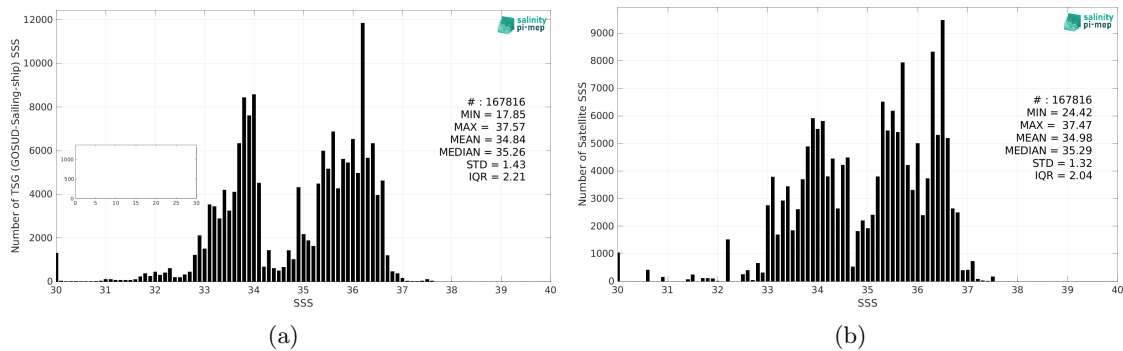 12000
10000
8000
6000
4000
2000
0
Number of TSG (GOSUD-Sailing-ship) SSS
salinity
pi-mep
# : 167816
MIN = 17.85
MAX = 37.57
MEAN = 34.84
MEDIAN = 35.26
STD = 1.43
IQR = 2.21
1000
500
0
0 5 10 15 20 25 30
30 31 32 33 34 35 36 37 38 39 40
SSS
(a)
9000
8000
7000
6000
5000
4000
3000
2000
1000
0
Number of Satellite SSS
salinity
pi-mep
# : 167816
MIN = 24.42
MAX = 37.47
MEAN = 34.98
MEDIAN = 35.29
STD = 1.32
IQR = 2.04
30 31 32 33 34 35 36 37 38 39 40
SSS
(b)